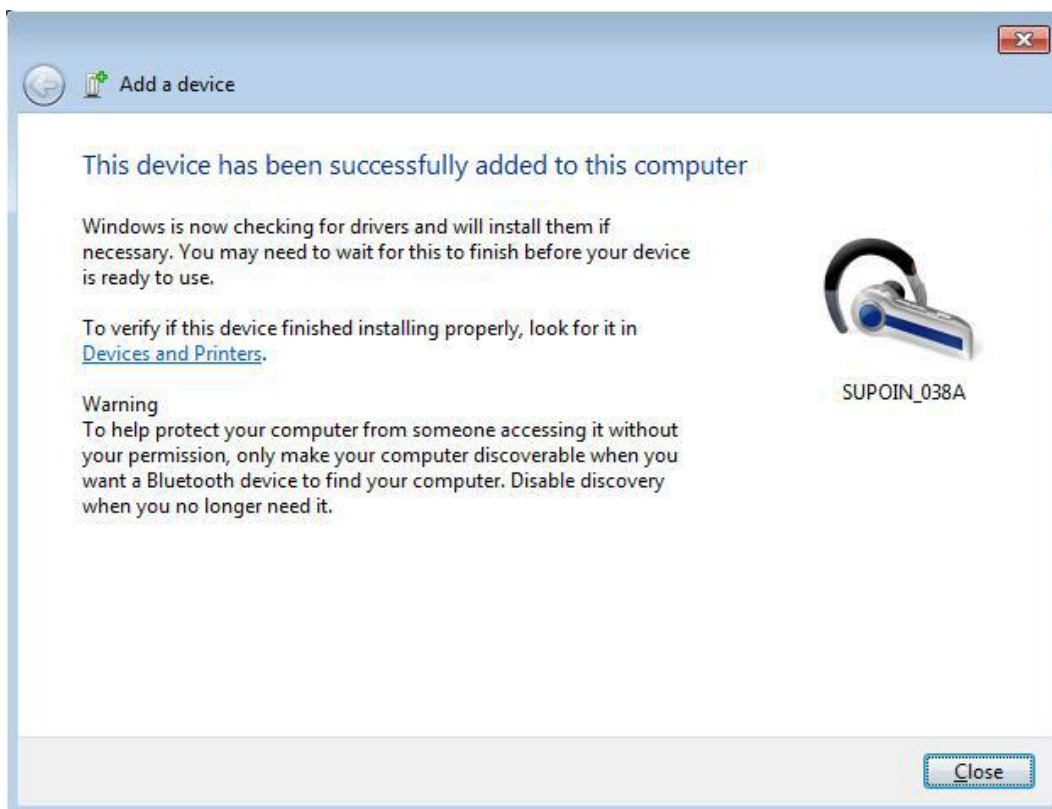 Add a device
This device has been successfully added to this computer
Windows is now checking for drivers and will install them if
necessary. You may need to wait for this to finish before your device
is ready to use.
To verify if this device finished installing properly, look for it in
Devices and Printers.
Warning
To help protect your computer from someone accessing it without
your permission, only make your computer discoverable when you
want a Bluetooth device to find your computer. Disable discovery
when you no longer need it.
SUPOIN_038A
Close